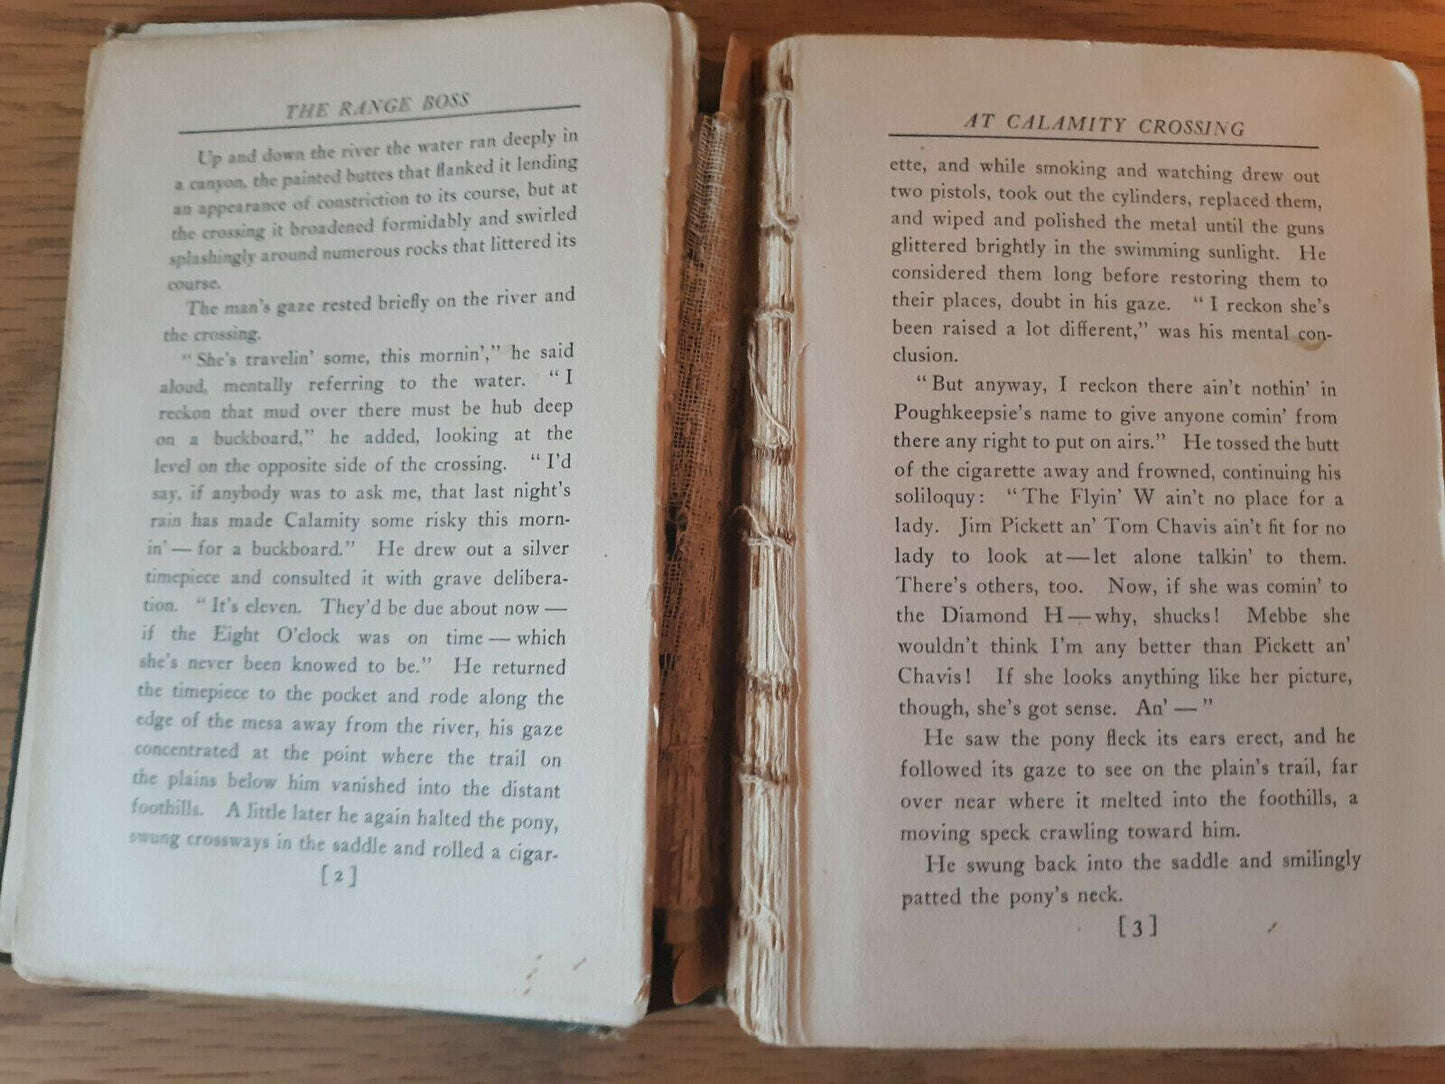 THE RANGE BOSS
Up and down the river the water ran deeply in
a canyon, the painted buttes that flanked it lending
an appearance of constriction to its course, but at
the crossing it broadened formidably and swirled
splashingly around numerous rocks that littered its
course.
The man's gaze rested briefly on the river and
the crossing.
“She's travelin' some, this mornin',” he said
aloud, mentally referring to the water. “I
reckon that mud over there must be hub deep
on a buckboard,” he added, looking at the
level on the opposite side of the crossing. “I'd
say, if anybody was to ask me, that last night's
rain has made Calamity some risky this morn-
in'—for a buckboard.” He drew out a silver
timepiece and consulted it with grave delibera-
tion. “It's eleven. They'd be due about now—
if the Eight O'clock was on time—which
she's never been knowed to be.” He returned
the timepiece to the pocket and rode along the
edge of the mesa away from the river, his gaze
concentrated at the point where the trail on
the plains below him vanished into the distant
foothills. A little later he again halted the pony,
swung crossways in the saddle and rolled a cigar-
[2]
AT CALAMITY CROSSING
ette, and while smoking and watching drew out
two pistols, took out the cylinders, replaced them,
and wiped and polished the metal until the guns
glittered brightly in the swimming sunlight. He
considered them long before restoring them to
their places, doubt in his gaze. “I reckon she's
been raised a lot different,” was his mental con-
clusion.
“But anyway, I reckon there ain't nothin' in
Poughkeepsie's name to give anyone comin' from
there any right to put on airs.” He tossed the butt
of the cigarette away and frowned, continuing his
soliloquy: “The Flyin' W ain't no place for a
lady. Jim Pickett an' Tom Chavis ain't fit for no
lady to look at—let alone talkin' to them.
There's others, too. Now, if she was comin' to
the Diamond H—why, shucks! Mebbe she
wouldn't think I'm any better than Pickett an'
Chavis! If she looks anything like her picture,
though, she's got sense. An'—”
He saw the pony fleck its ears erect, and he
followed its gaze to see on the plain's trail, far
over near where it melted into the foothills, a
moving speck crawling toward him.
He swung back into the saddle and smilingly
patted the pony's neck.
[3]